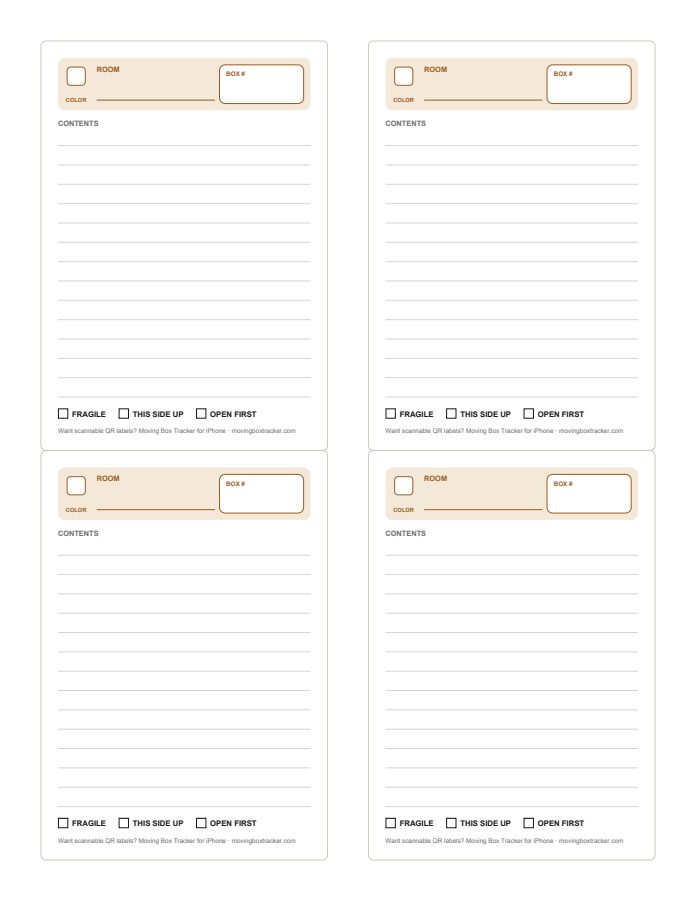 ROOM
BOX #
COLOR
CONTENTS
FRAGILE THIS SIDE UP OPEN FIRST
Want scannable QR labels? Moving Box Tracker for iPhone · movingboxtracker.com
ROOM
BOX #
COLOR
CONTENTS
FRAGILE THIS SIDE UP OPEN FIRST
Want scannable QR labels? Moving Box Tracker for iPhone · movingboxtracker.com
ROOM
BOX #
COLOR
CONTENTS
FRAGILE THIS SIDE UP OPEN FIRST
Want scannable QR labels? Moving Box Tracker for iPhone · movingboxtracker.com
ROOM
BOX #
COLOR
CONTENTS
FRAGILE THIS SIDE UP OPEN FIRST
Want scannable QR labels? Moving Box Tracker for iPhone · movingboxtracker.com